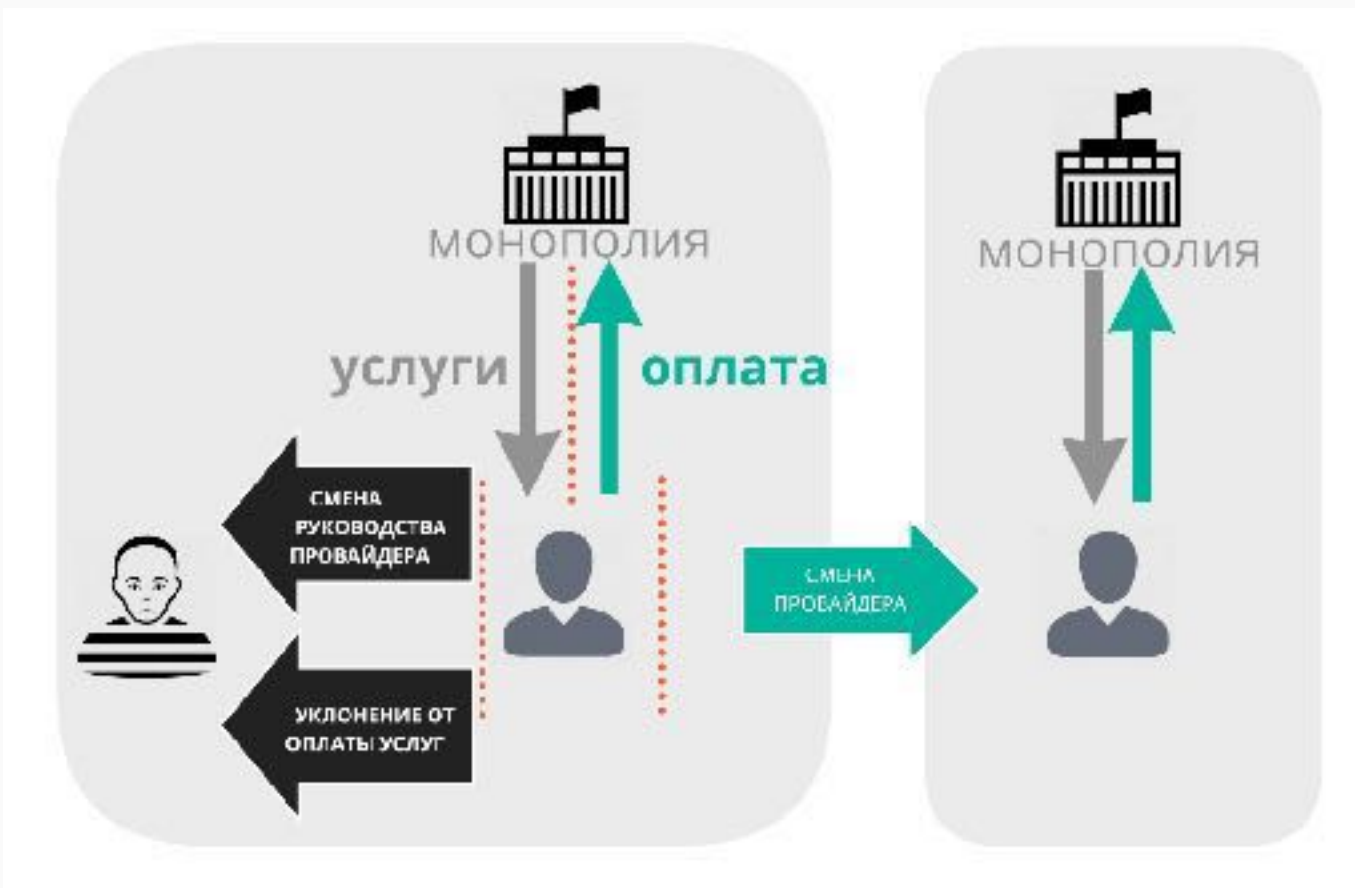 МОНОПОЛИЯ
МОНОПОЛИЯ
услуги
оплата
СМЕНА
РУКОВОДСТВА
ПРОВАЙДЕРА
СМЕНА
ПРОВАЙДЕРА
УКЛОНЕНИЕ ОТ
ОПЛАТЫ УСЛУГ